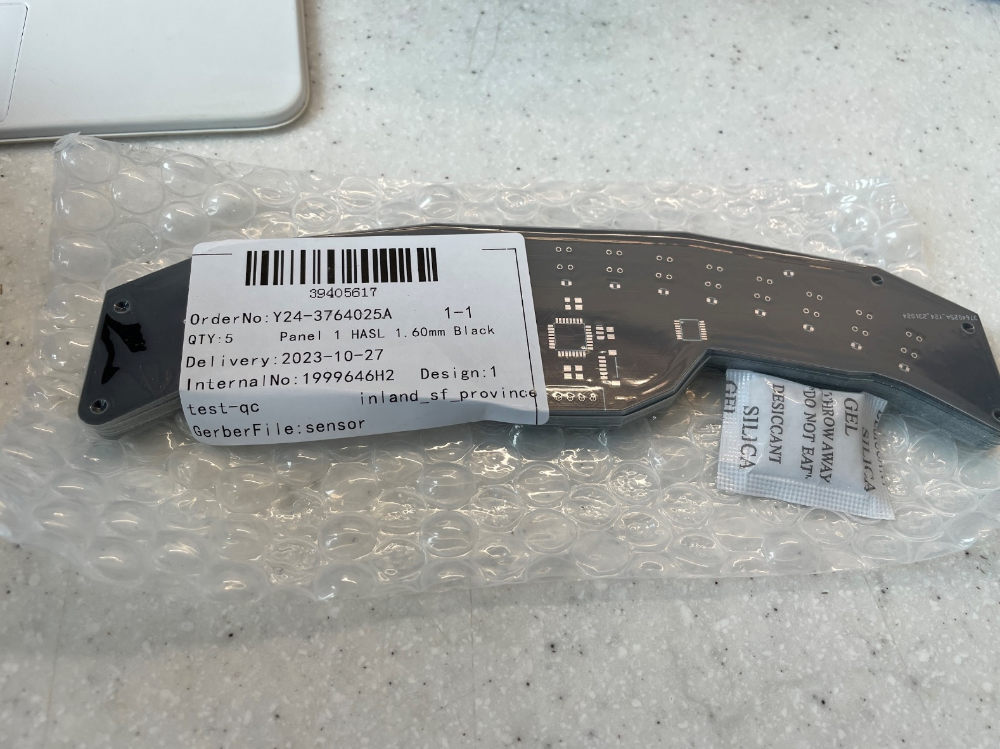 39405617
OrderNo:Y24-3764025A 1-1
QTY:5 Panel 1 HASL 1.60mm Black
Delivery:2023-10-27
InternalNo:1999646H2 Design:1
test-qc inland_sf_province
GerberFile:sensor
3764025A_Y24_231024
GEL
SILICA
DESICCANT
"DO NOT EAT"
THROW AWAY
GEL
SILICA